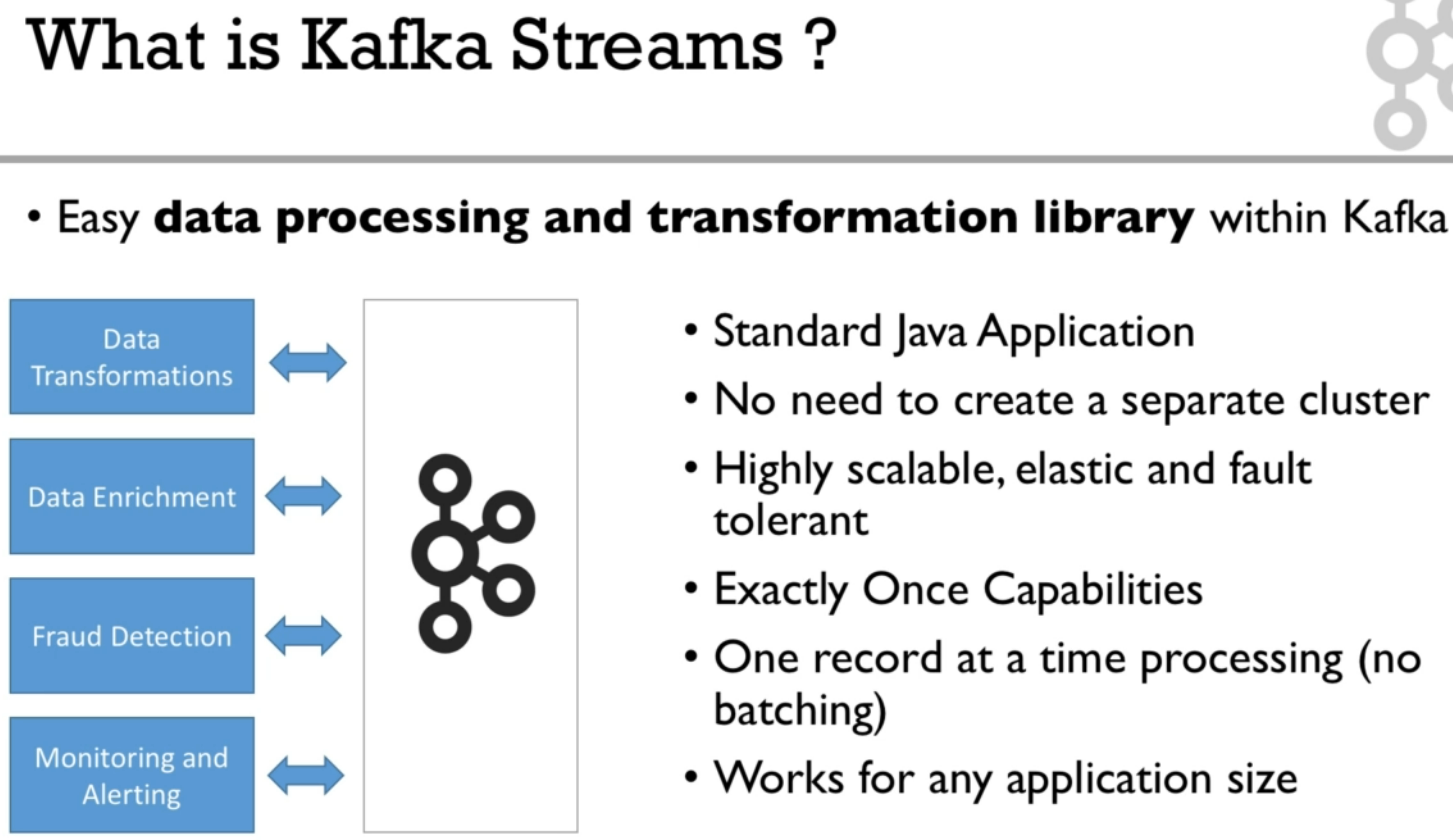 What is Kafka Streams ?
• Easy data processing and transformation library within Kafka
Data
Transformations
Data Enrichment
Fraud Detection
Monitoring and
Alerting
• Standard Java Application
• No need to create a separate cluster
• Highly scalable, elastic and fault
tolerant
• Exactly Once Capabilities
• One record at a time processing (no
batching)
• Works for any application size